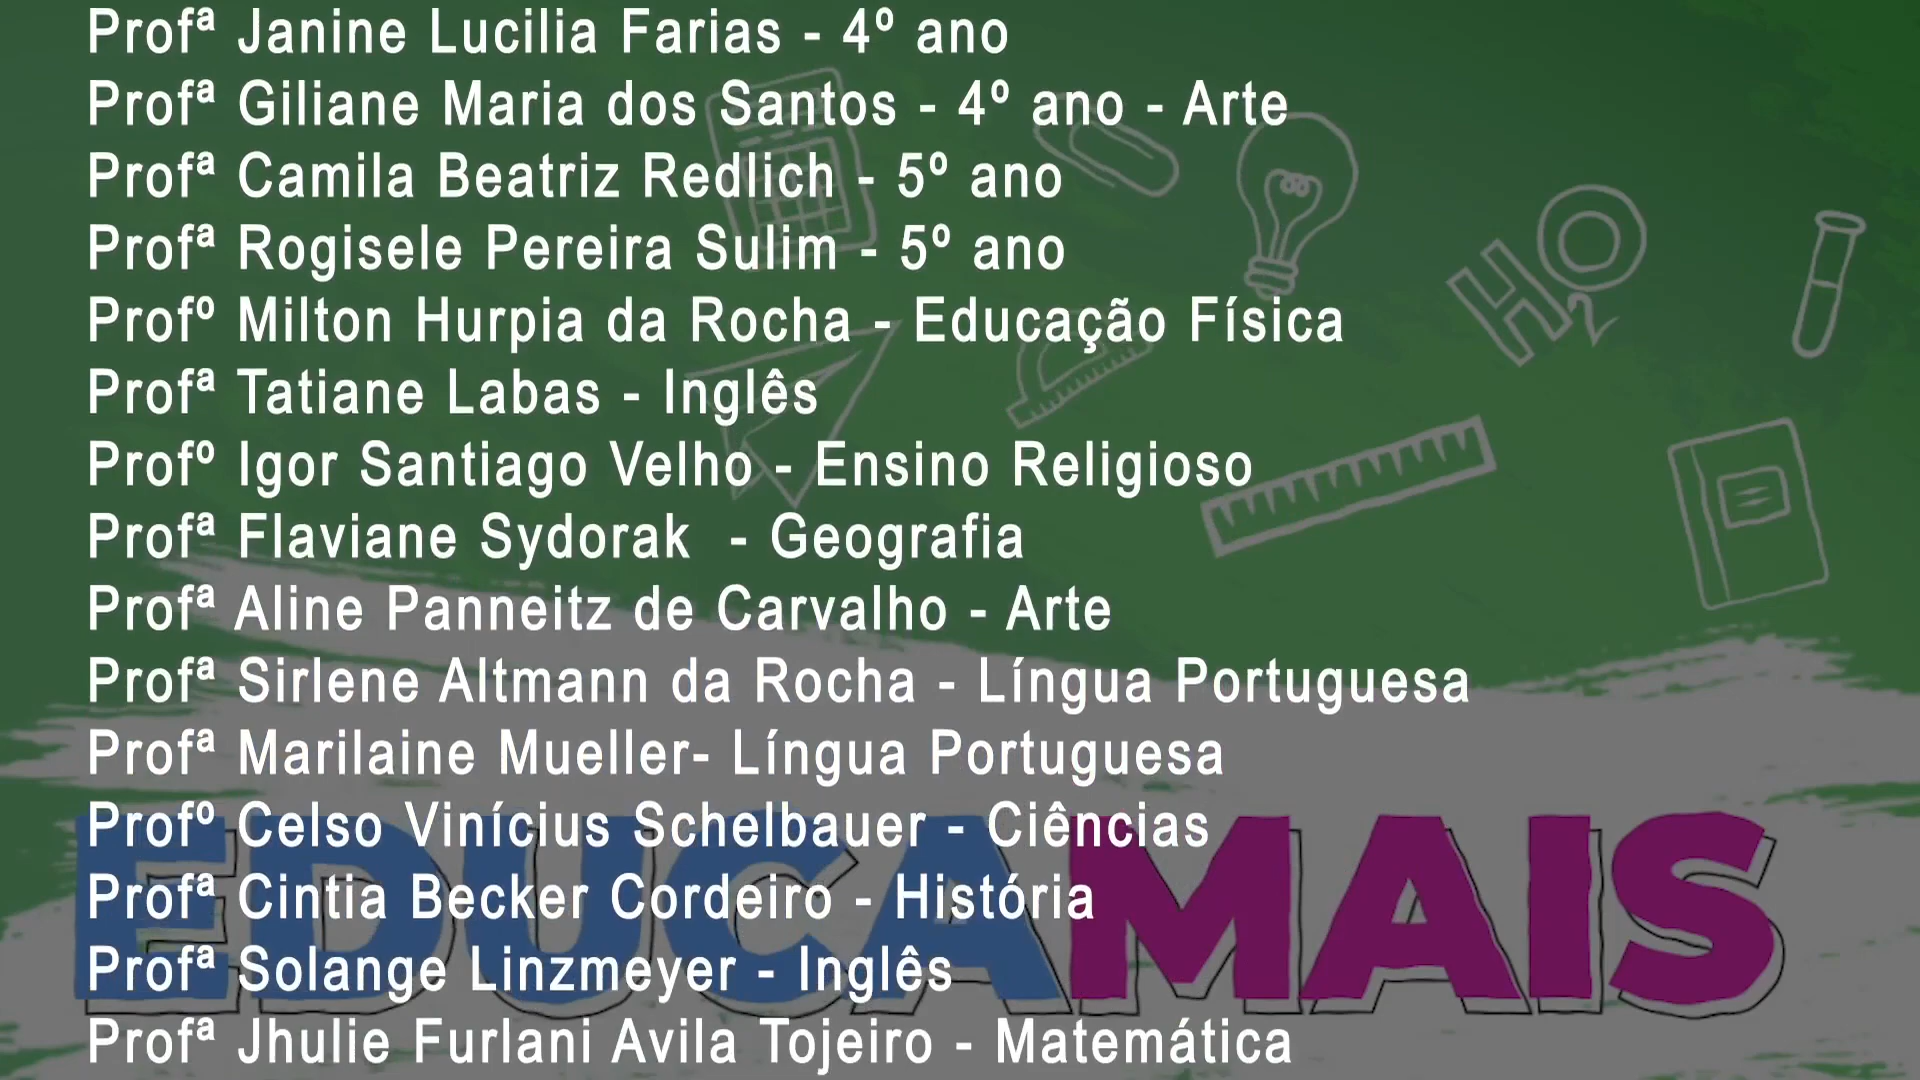 Profª Janine Lucilia Farias - 4º ano
Profª Giliane Maria dos Santos - 4º ano - Arte
Profª Camila Beatriz Redlich - 5º ano
Profª Rogisele Pereira Sulim - 5º ano
Profº Milton Hurpia da Rocha - Educação Física
Profª Tatiane Labas - Inglês
Profº Igor Santiago Velho - Ensino Religioso
Profª Flaviane Sydorak  - Geografia
Profª Aline Panneitz de Carvalho - Arte
Profª Sirlene Altmann da Rocha - Língua Portuguesa
Profª Marilaine Mueller- Língua Portuguesa
Profº Celso Vinícius Schelbauer - Ciências
Profª Cintia Becker Cordeiro - História
Profª Solange Linzmeyer - Inglês
Profª Jhulie Furlani Avila Tojeiro - Matemática
EDUCAMAIS
HO2